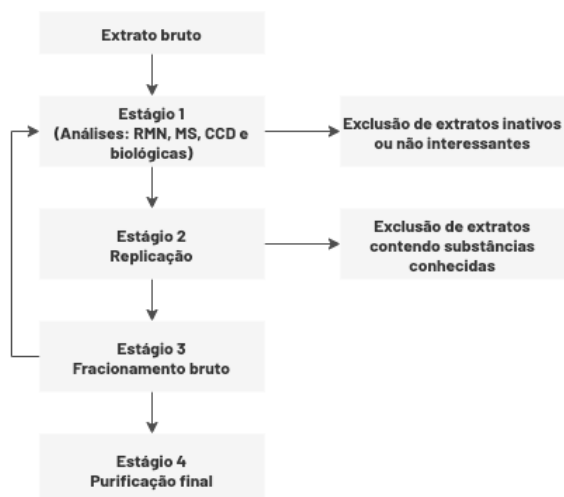 Extrato bruto
Estágio 1
(Análises: RMN, MS, CCD e
biológicas)
Exclusão de extratos inativos
ou não interessantes
Estágio 2
Replicação
Exclusão de extratos
contendo substâncias
conhecidas
Estágio 3
Fracionamento bruto
Estágio 4
Purificação final